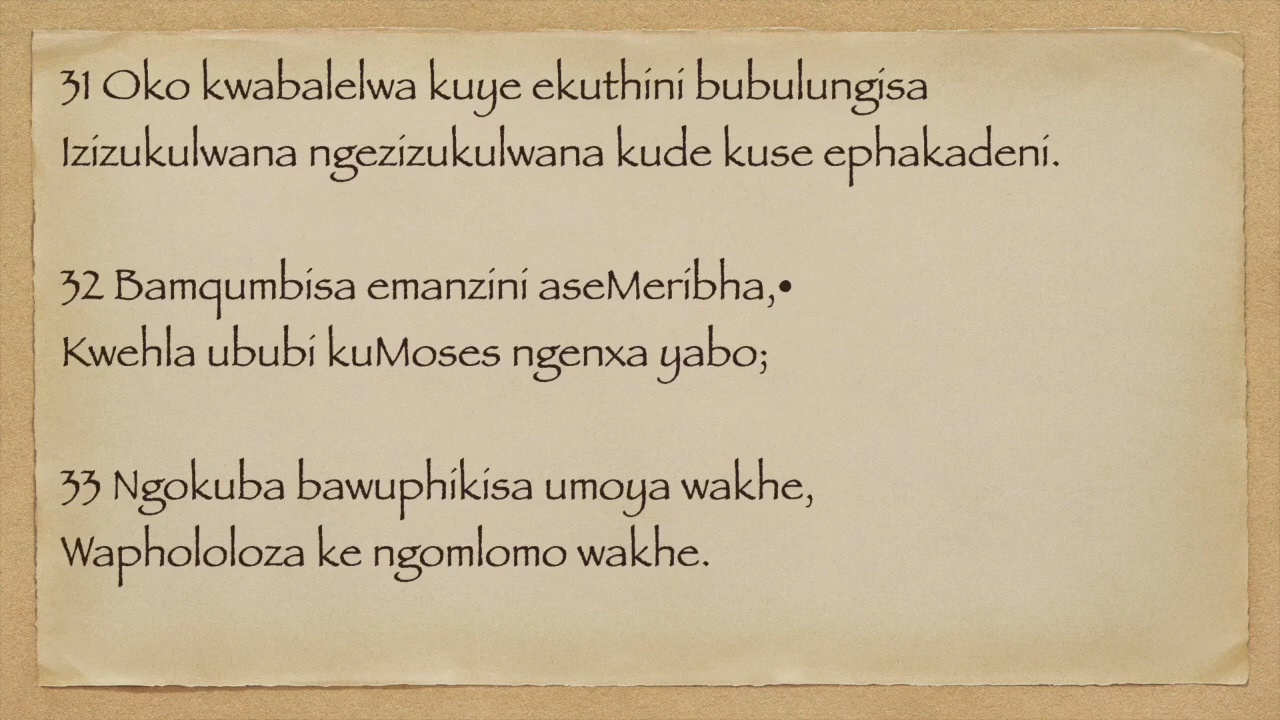 31 Oko kwabalelwa kuye ekuthini bubulungisa
Izizukulwana ngezizukulwana kude kuse ephakadeni.
32 Bamqumbisa emanzini aseMeribha,•
Kwehla ububi kuMoses ngenxa yabo;
33 Ngokuba bawuphikisa umoya wakhe,
Waphololoza ke ngomlomo wakhe.